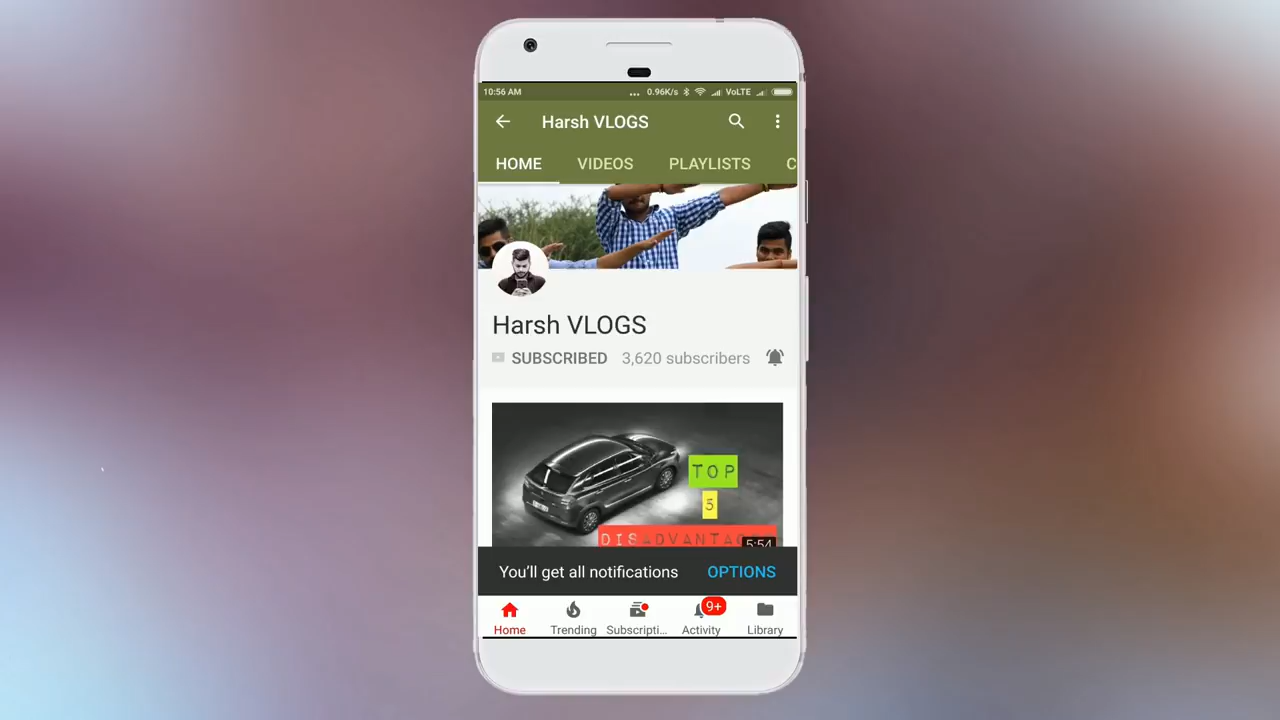 10:56 AM ... 0.96K/s VoLTE
Harsh VLOGS
HOME VIDEOS PLAYLISTS C
Harsh VLOGS
SUBSCRIBED 3,620 subscribers
TOP
5
DISADVANTAG
5:54
You'll get all notifications OPTIONS
9+
Home Trending Subscripti... Activity Library